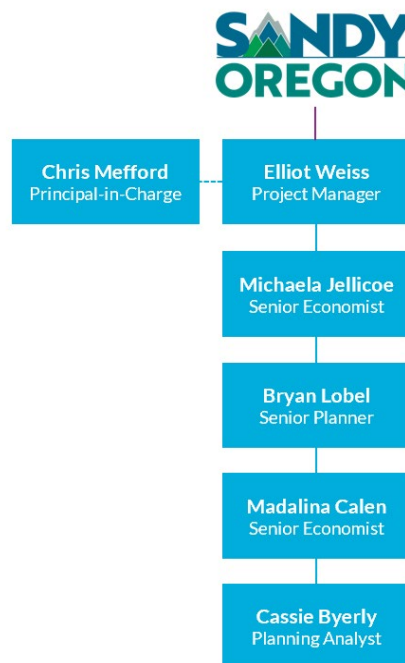 SANDY
OREGON
Chris Mefford
Principal-in-Charge
Elliot Weiss
Project Manager
Michaela Jellicoe
Senior Economist
Bryan Lobel
Senior Planner
Madalina Calen
Senior Economist
Cassie Byerly
Planning Analyst